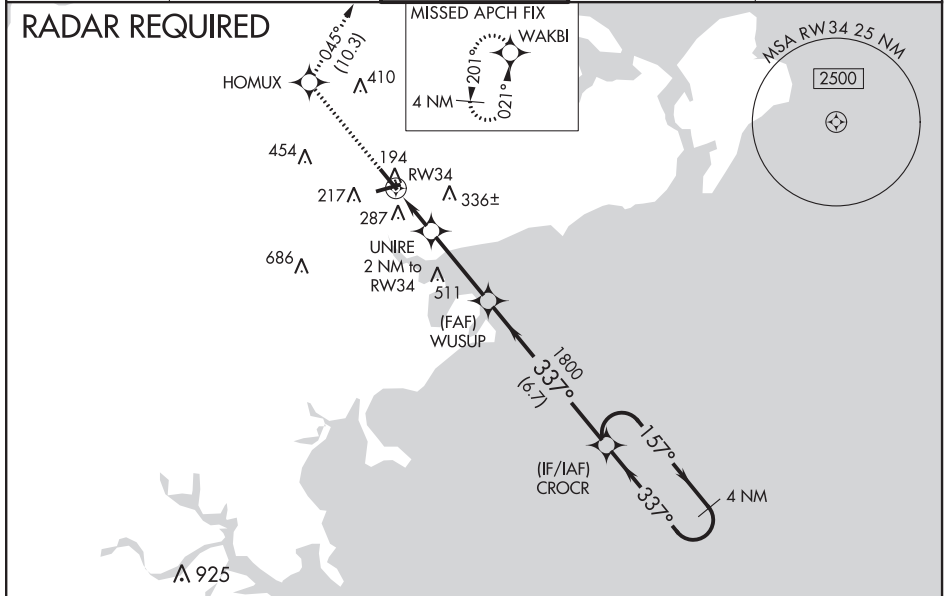 RADAR REQUIRED
045°
(10.3)
HOMUX
410
MISSED APCH FIX
WAKBI
201°
4 NM
021°
MSA RW34 25 NM
2500
454
194
RW34
217
336±
287
UNIRE
2 NM to
RW34
686
511
(FAF)
WUSUP
1800
337°
(6.7)
157°
(IF/IAF)
CROCR
337°
4 NM
925